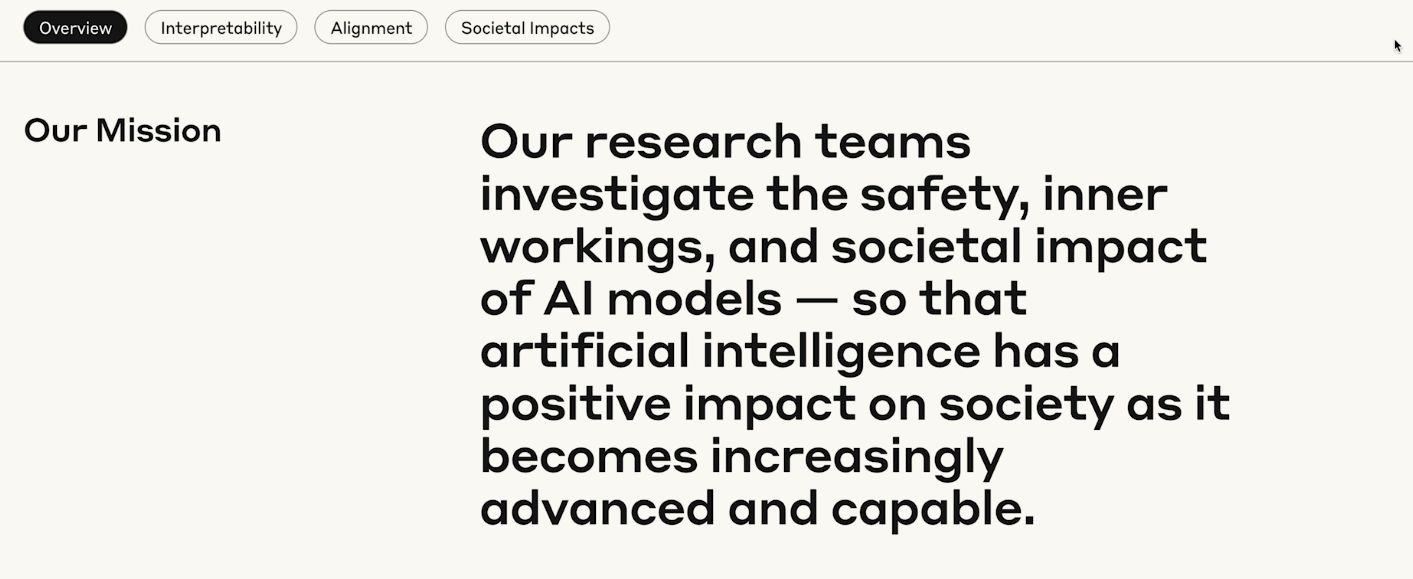 Overview
Interpretability
Alignment
Societal Impacts
Our Mission
Our research teams
investigate the safety, inner
workings, and societal impact
of AI models — so that
artificial intelligence has a
positive impact on society as it
becomes increasingly
advanced and capable.